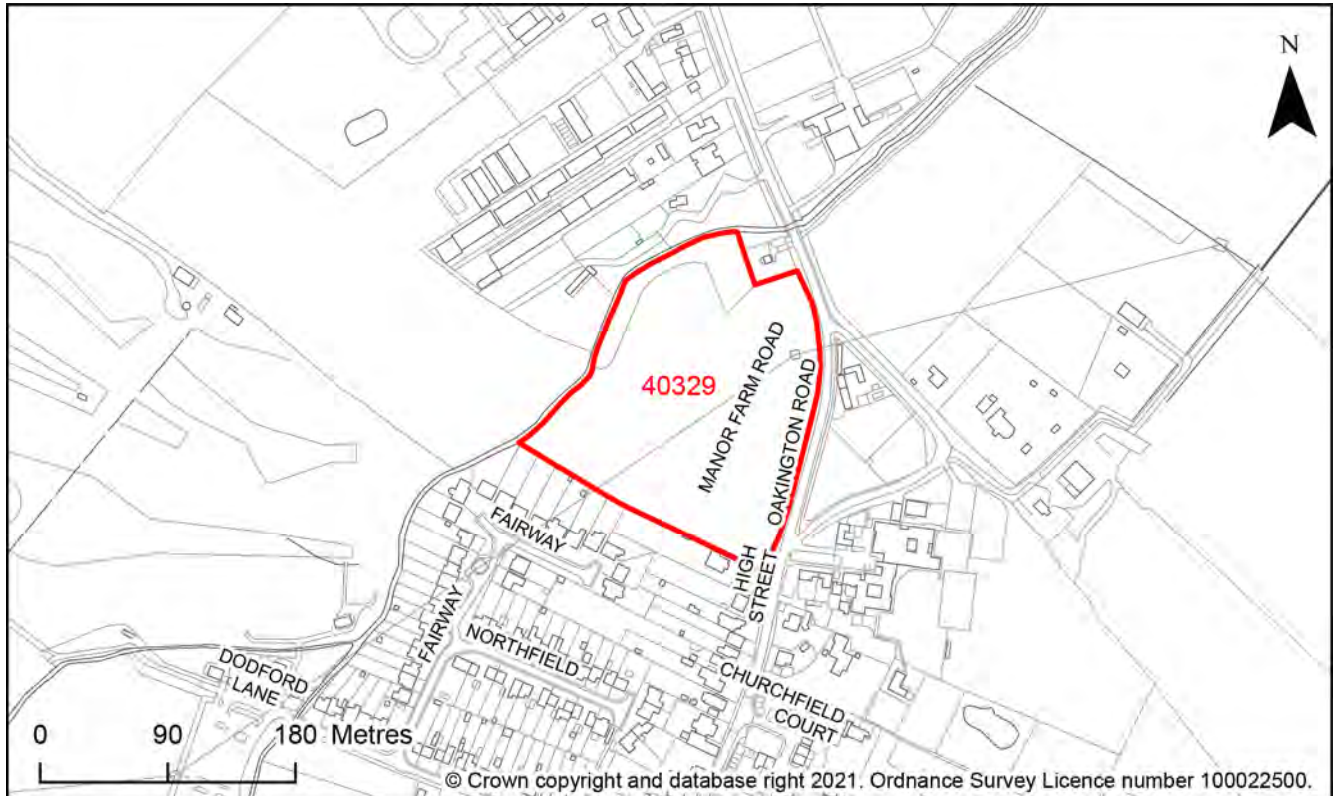 N
40329
MANOR FARM ROAD
OAKINGTON ROAD
HIGH
STREET
FAIRWAY
FAIRWAY
NORTHFIELD
CHURCHFIELD
COURT
DODFORD
LANE
0 90 180 Metres
© Crown copyright and database right 2021. Ordnance Survey Licence number 100022500.